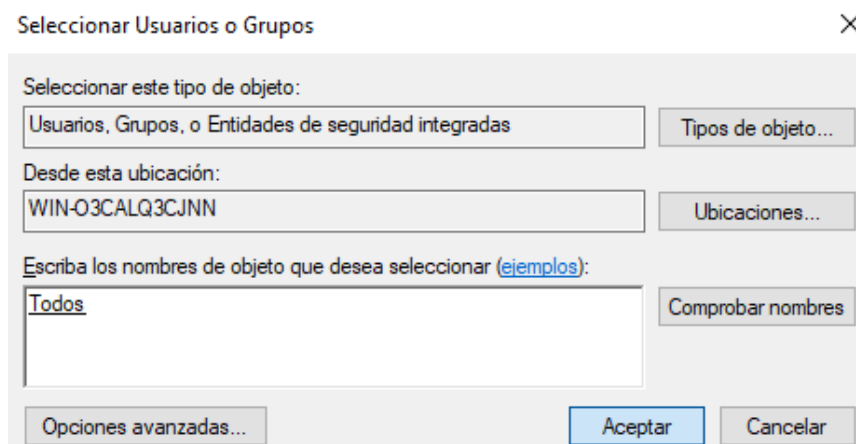 Seleccionar Usuarios o Grupos
Seleccionar este tipo de objeto:
Usuarios, Grupos, o Entidades de seguridad integradas
Tipos de objeto...
Desde esta ubicación:
WIN-O3CALQ3CJNN
Ubicaciones...
Escriba los nombres de objeto que desea seleccionar (ejemplos):
Todos
Comprobar nombres
Opciones avanzadas...
Aceptar
Cancelar